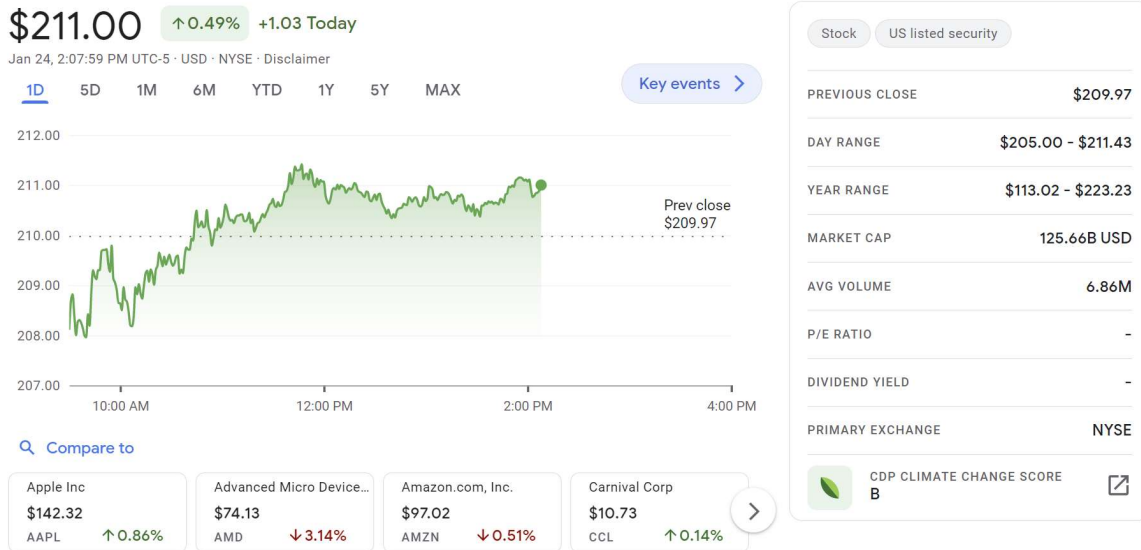 $211.00 ↑0.49% +1.03 Today
Jan 24, 2:07:59 PM UTC-5 · USD · NYSE · Disclaimer
1D 5D 1M 6M YTD 1Y 5Y MAX
Key events
212.00
211.00
210.00
209.00
208.00
207.00
Prev close
$209.97
10:00 AM 12:00 PM 2:00 PM 4:00 PM
Compare to
Apple Inc
$142.32
AAPL ↑0.86%
Advanced Micro Device...
$74.13
AMD ↓3.14%
Amazon.com, Inc.
$97.02
AMZN ↓0.51%
Carnival Corp
$10.73
CCL ↑0.14%
Stock US listed security
PREVIOUS CLOSE $209.97
DAY RANGE $205.00 - $211.43
YEAR RANGE $113.02 - $223.23
MARKET CAP 125.66B USD
AVG VOLUME 6.86M
P/E RATIO -
DIVIDEND YIELD -
PRIMARY EXCHANGE NYSE
CDP CLIMATE CHANGE SCORE
B